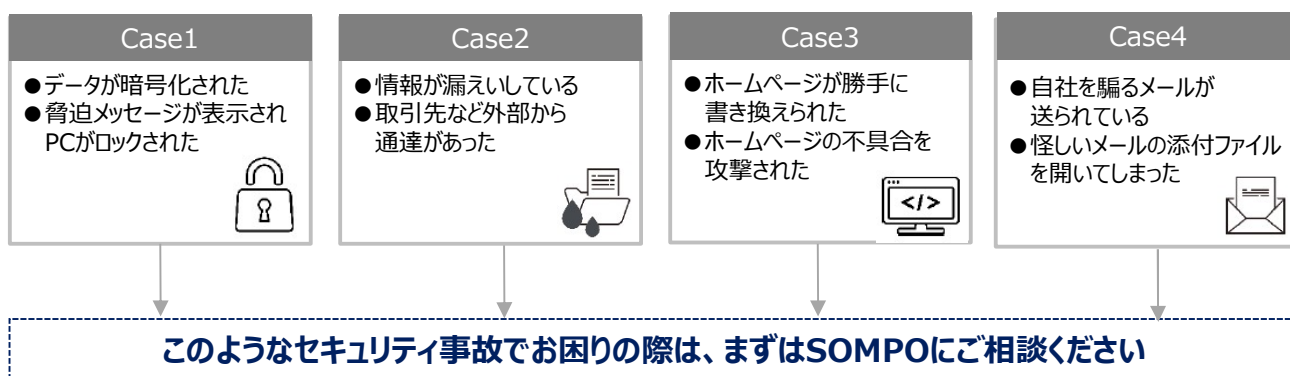 Case1
●データが暗号化された
●脅迫メッセージが表示され
PCがロックされた
Case2
●情報が漏えいしている
●取引先など外部から
通達があった
Case3
●ホームページが勝手に
書き換えられた
●ホームページの不具合を
攻撃された
</>
Case4
●自社を騙るメールが
送られている
●怪しいメールの添付ファイル
を開いてしまった
このようなセキュリティ事故でお困りの際は、まずはSOMPOにご相談ください